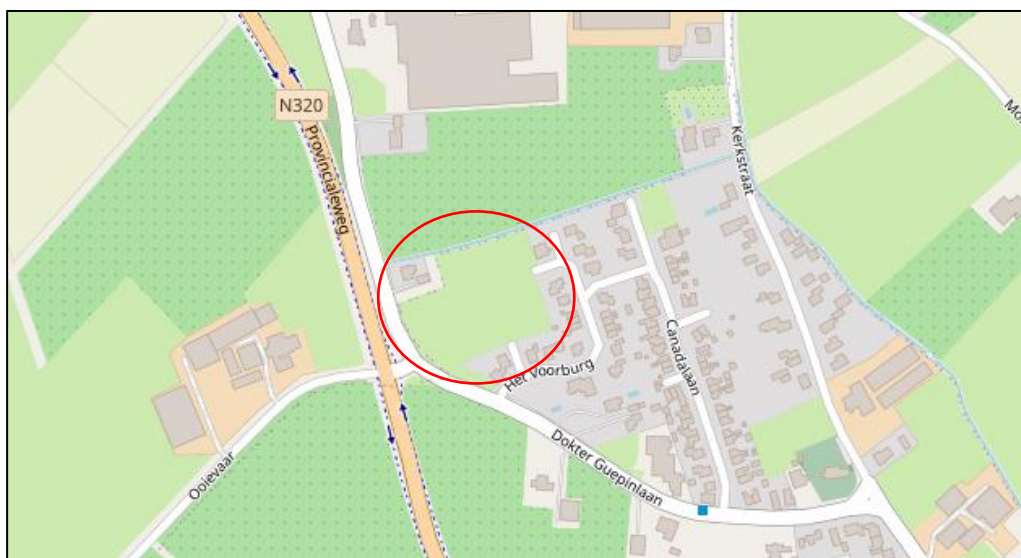 N320
Provincialeweg
Kerkstraat
Het Voorburg
Canadalaan
Ooievaar
Dokter Guepinlaan